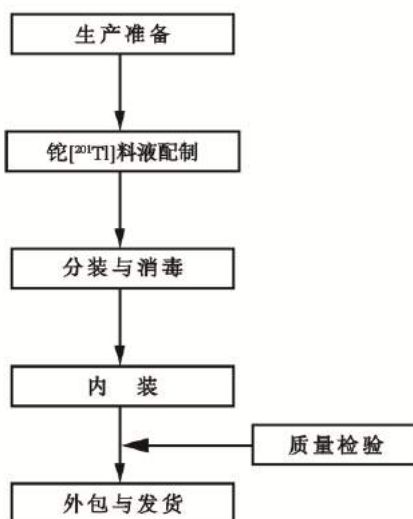 生产准备
铊[²⁰¹Tl]料液配制
分装与消毒
内 装
质量检验
外包与发货